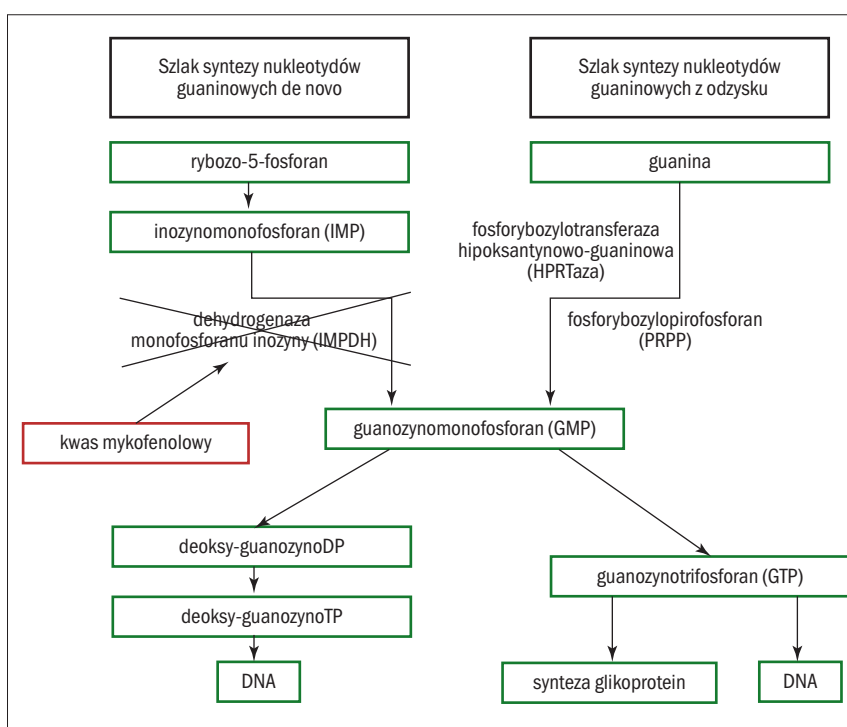 Szlak syntezy nukleotydów
guaninowych de novo
Szlak syntezy nukleotydów
guaninowych z odzysku
rybozo-5-fosforan
guanina
inozynomonofosforan (IMP)
fosforybozylotransferaza
hipoksantynowo-guaninowa
(HPRTaza)
dehydrogenaza
monofosforanu inozyny (IMPDH)
fosforybozylopirofosforan
(PRPP)
kwas mykofenolowy
guanozynomonofosforan (GMP)
deoksy-guanozynoDP
guanozynotrifosforan (GTP)
deoksy-guanozynoTP
DNA
synteza glikoprotein
DNA